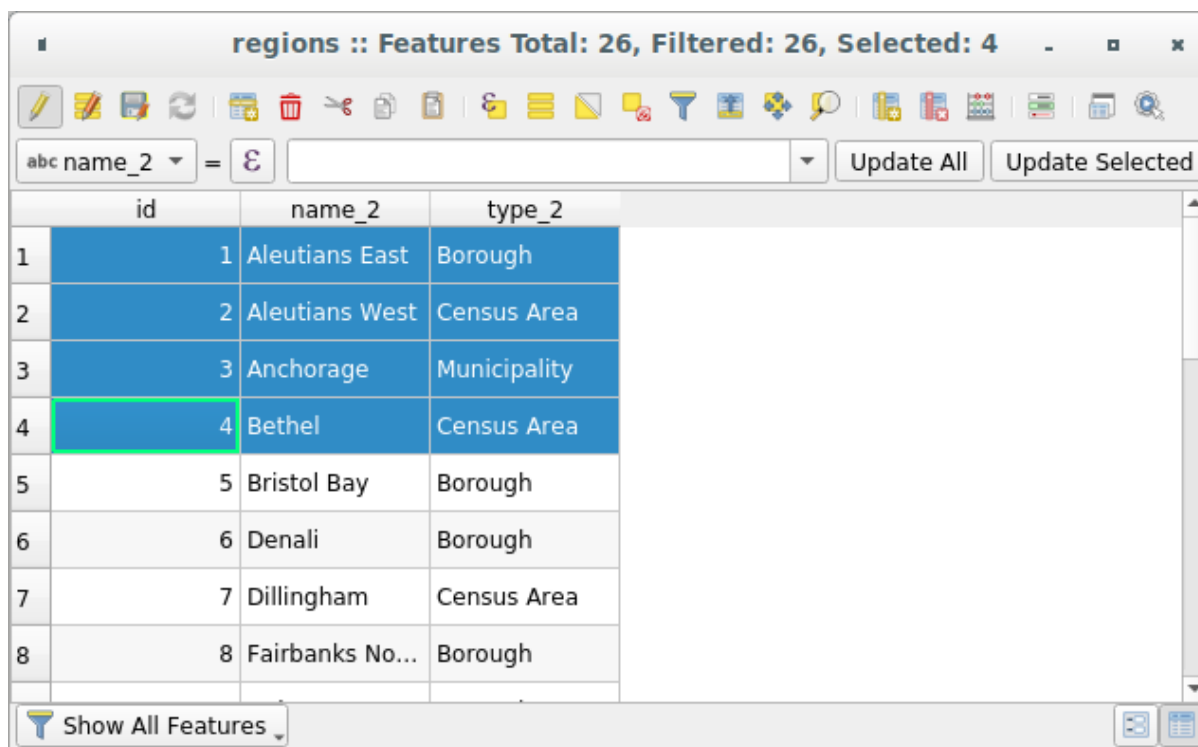 regions :: Features Total: 26, Filtered: 26, Selected: 4
abc name_2 = ε Update All Update Selected
id name_2 type_2
1 1 Aleutians East Borough
2 2 Aleutians West Census Area
3 3 Anchorage Municipality
4 4 Bethel Census Area
5 5 Bristol Bay Borough
6 6 Denali Borough
7 7 Dillingham Census Area
8 8 Fairbanks No... Borough
Show All Features